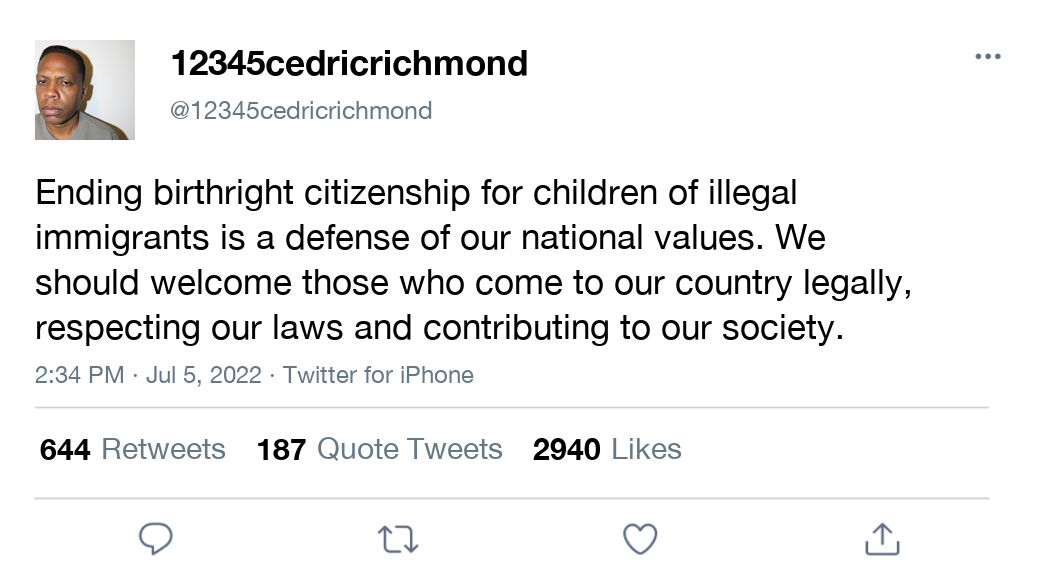 12345cedricrichmond
@12345cedricrichmond
Ending birthright citizenship for children of illegal
immigrants is a defense of our national values. We
should welcome those who come to our country legally,
respecting our laws and contributing to our society.
2:34 PM · Jul 5, 2022 · Twitter for iPhone
644 Retweets 187 Quote Tweets 2940 Likes